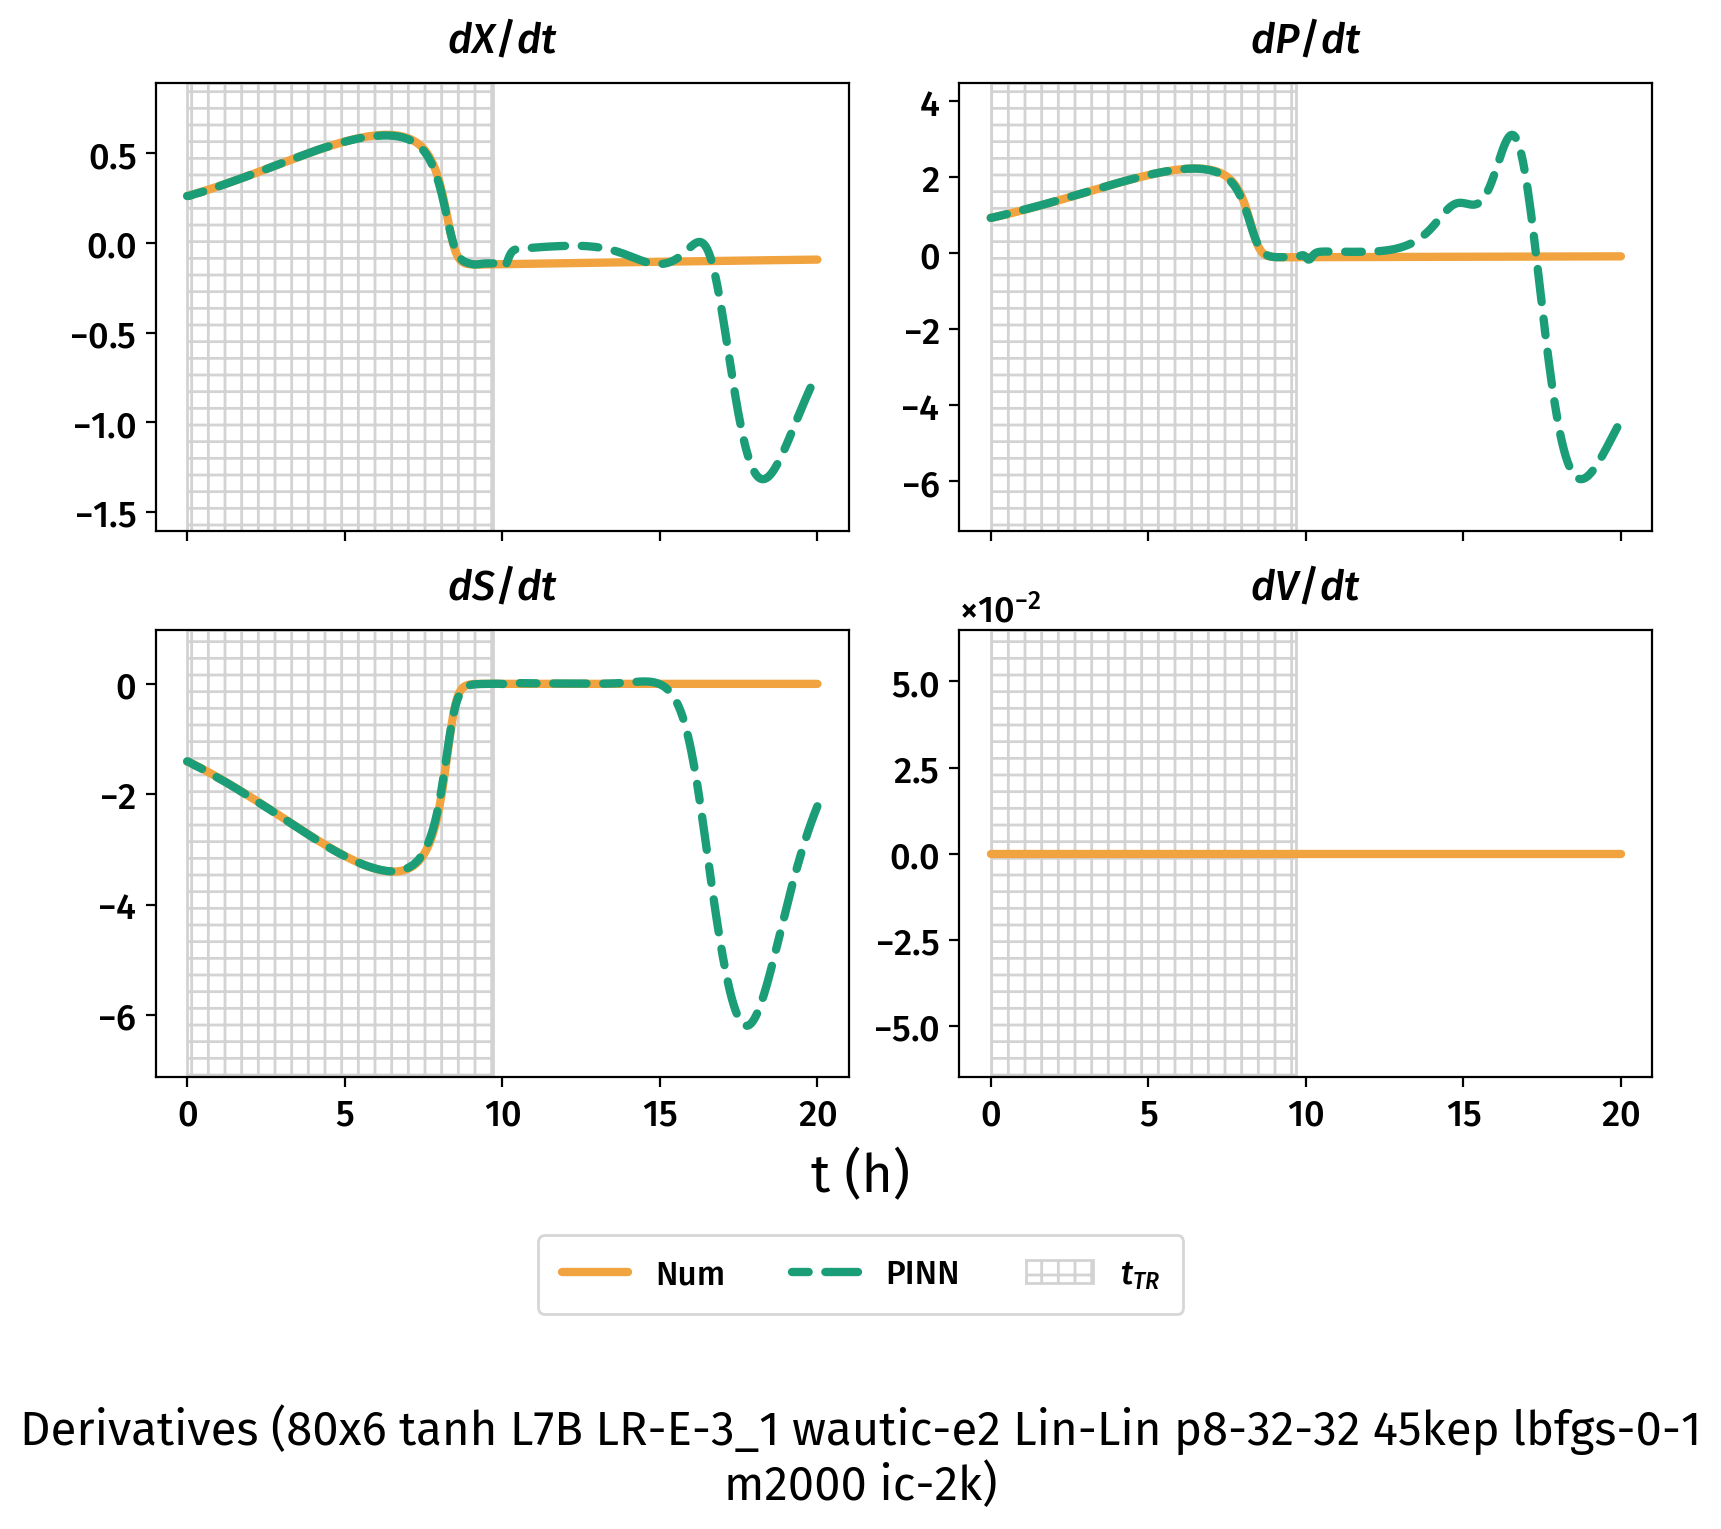 dX/dt
dP/dt
0.5
0.0
−0.5
−1.0
−1.5
4
2
0
−2
−4
−6
dS/dt
dV/dt
×10⁻²
0
−2
−4
−6
5.0
2.5
0.0
−2.5
−5.0
0 5 10 15 20
0 5 10 15 20
t (h)
Num PINN t_TR
Derivatives (80x6 tanh L7B LR-E-3_1 wautic-e2 Lin-Lin p8-32-32 45kep lbfgs-0-1
m2000 ic-2k)